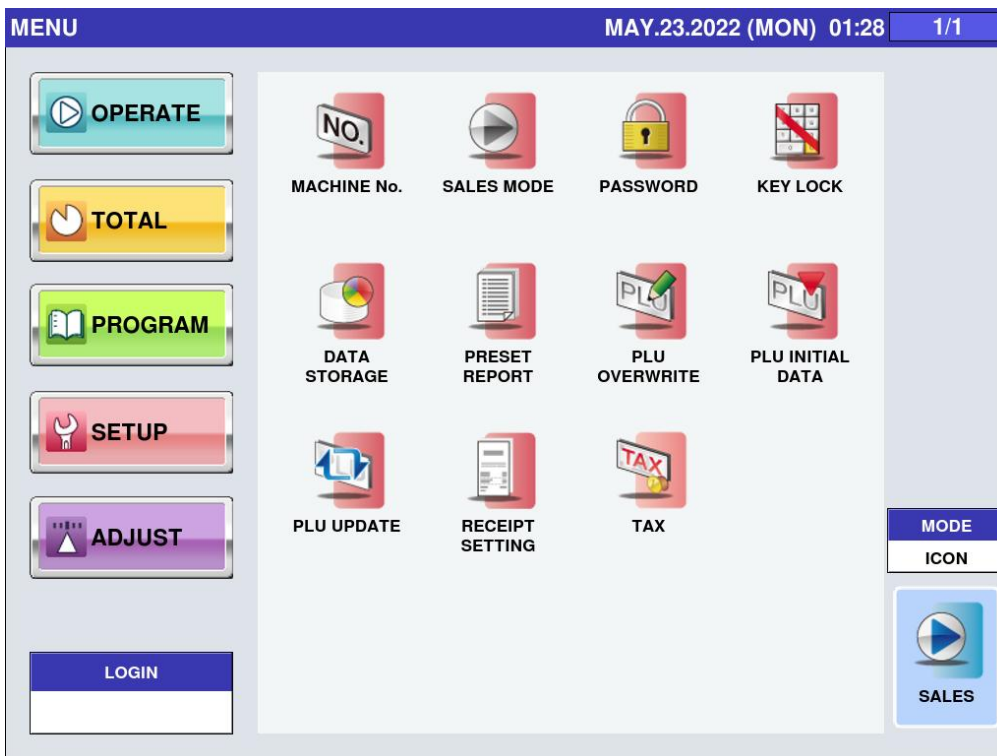 MENU
MAY.23.2022 (MON) 01:28
1/1
OPERATE
TOTAL
PROGRAM
SETUP
ADJUST
LOGIN
NO.
MACHINE No.
SALES MODE
PASSWORD
KEY LOCK
DATA
STORAGE
PRESET
REPORT
PLU
PLU
OVERWRITE
PLU
PLU INITIAL
DATA
PLU
PLU UPDATE
RECEIPT
SETTING
TAX
TAX
MODE
ICON
SALES